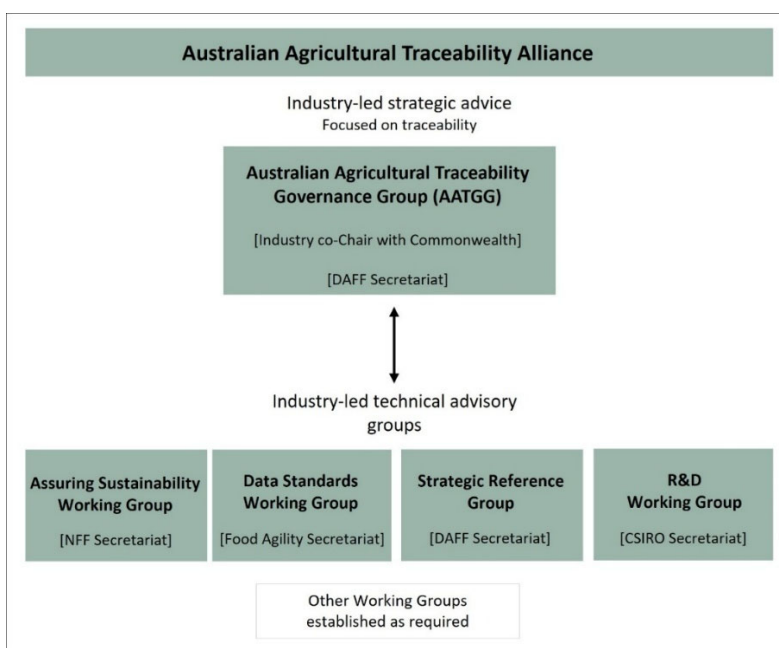 Australian Agricultural Traceability Alliance
Industry-led strategic advice
Focused on traceability
Australian Agricultural Traceability
Governance Group (AATGG)
[Industry co-Chair with Commonwealth]
[DAFF Secretariat]
Industry-led technical advisory
groups
Assuring Sustainability
Working Group
[NFF Secretariat]
Data Standards
Working Group
[Food Agility Secretariat]
Strategic Reference
Group
[DAFF Secretariat]
R&D
Working Group
[CSIRO Secretariat]
Other Working Groups
established as required